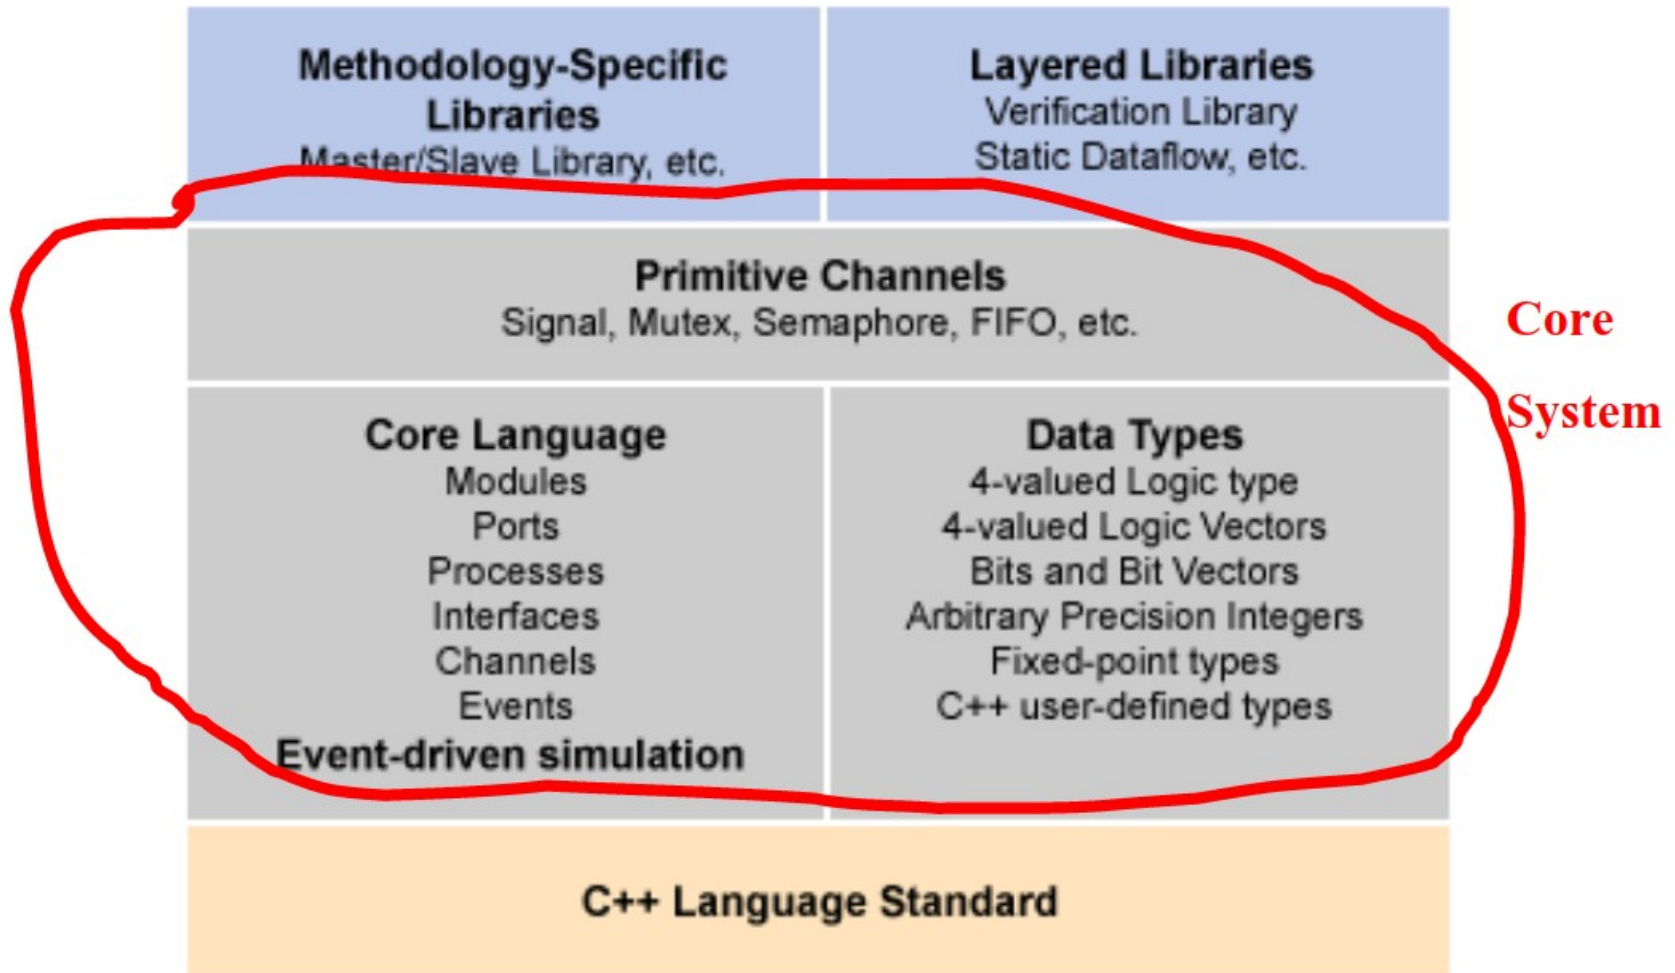 Methodology-Specific
Libraries
Master/Slave Library, etc.
Layered Libraries
Verification Library
Static Dataflow, etc.
Primitive Channels
Signal, Mutex, Semaphore, FIFO, etc.
Core
System
Core Language
Modules
Ports
Processes
Interfaces
Channels
Events
Event-driven simulation
Data Types
4-valued Logic type
4-valued Logic Vectors
Bits and Bit Vectors
Arbitrary Precision Integers
Fixed-point types
C++ user-defined types
C++ Language Standard